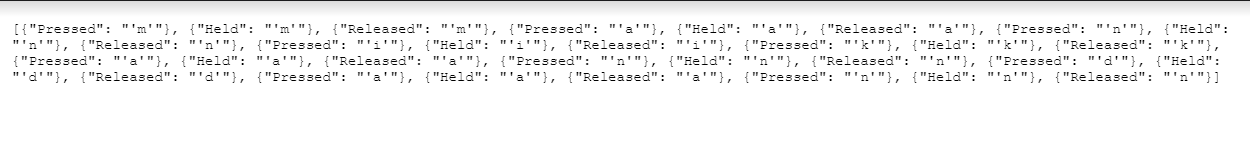 [{"Pressed": "'m'"}, {"Held": "'m'"}, {"Released": "'m'"}, {"Pressed": "'a'"}, {"Held": "'a'"}, {"Released": "'a'"}, {"Pressed": "'n'"}, {"Held":
"'n'"}, {"Released": "'n'"}, {"Pressed": "'i'"}, {"Held": "'i'"}, {"Released": "'i'"}, {"Pressed": "'k'"}, {"Held": "'k'"}, {"Released": "'k'"},
{"Pressed": "'a'"}, {"Held": "'a'"}, {"Released": "'a'"}, {"Pressed": "'n'"}, {"Held": "'n'"}, {"Released": "'n"}, {"Pressed": "'d'"}, {"Held":
"'d'"}, {"Released": "'d'"}, {"Pressed": "'a'"}, {"Held": "'a'"}, {"Released": "'a'"}, {"Pressed": "'n'"}, {"Held": "'n'"}, {"Released": "'n'"}]